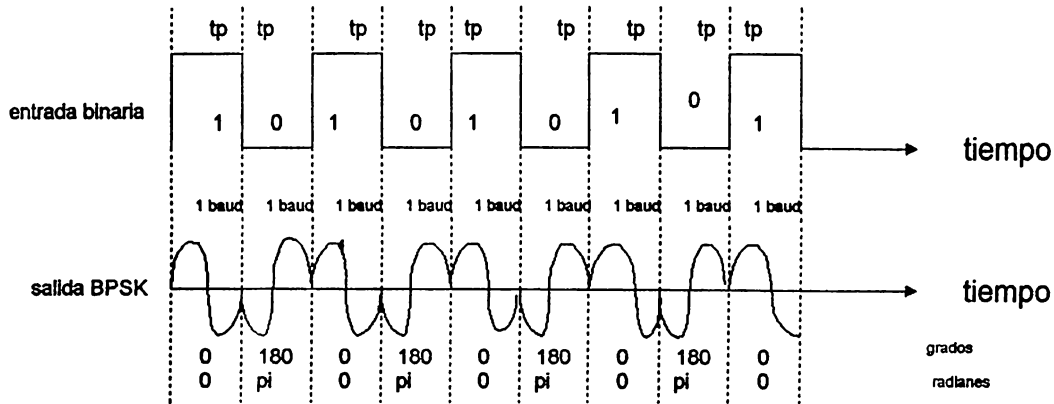 tp tp tp tp tp tp tp tp tp
entrada binaria 1 0 1 0 1 0 1 0 1
tiempo
1 baud 1 baud 1 baud 1 baud 1 baud 1 baud 1 baud 1 baud 1 baud
salida BPSK tiempo
0 180 0 180 0 180 0 180 0 grados
0 pi 0 pi 0 pi 0 pi 0 radianes